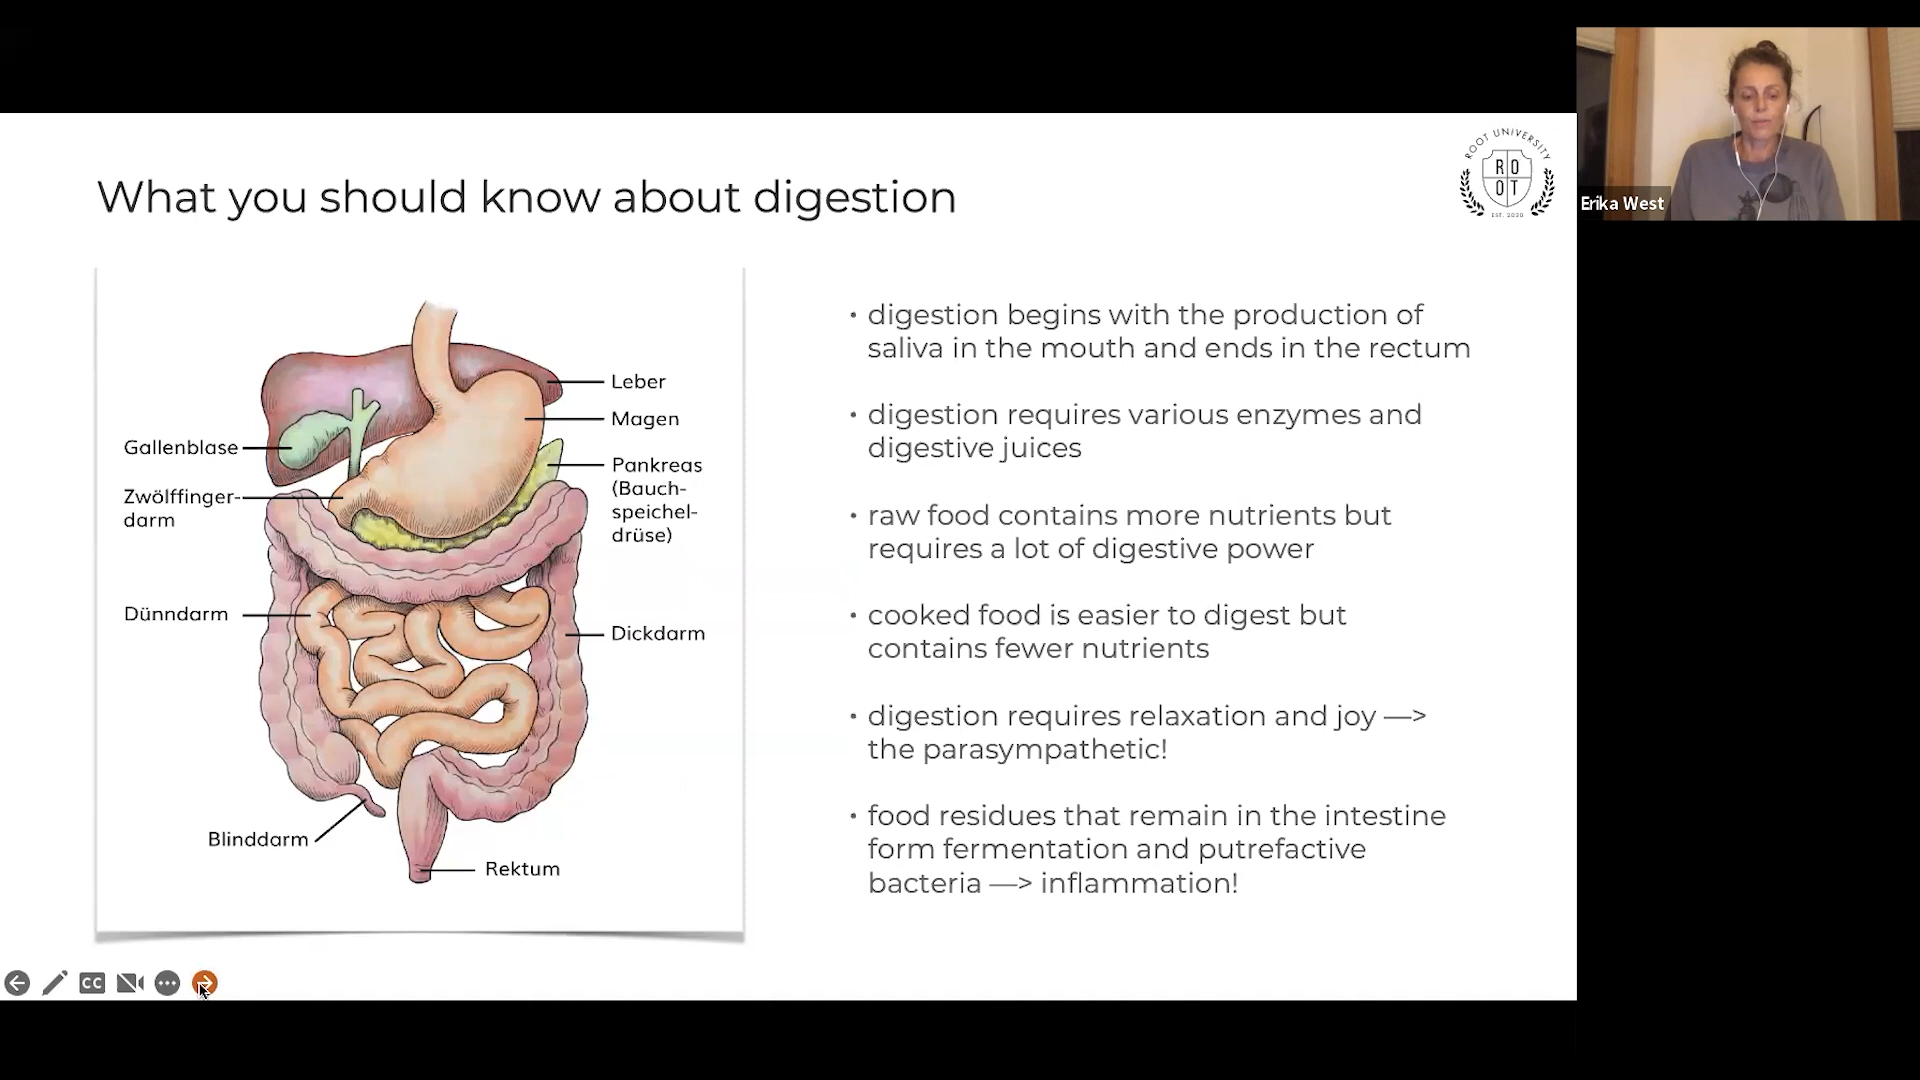 What you should know about digestion
ROOT UNIVERSITY
RO
OT
EST. 2020
Erika West
Leber
Magen
Gallenblase
Pankreas
(Bauch-
speichel-
drüse)
Zwölffinger-
darm
Dünndarm
Dickdarm
Blinddarm
Rektum
• digestion begins with the production of
saliva in the mouth and ends in the rectum
• digestion requires various enzymes and
digestive juices
• raw food contains more nutrients but
requires a lot of digestive power
• cooked food is easier to digest but
contains fewer nutrients
• digestion requires relaxation and joy —>
the parasympathetic!
• food residues that remain in the intestine
form fermentation and putrefactive
bacteria —> inflammation!
CC